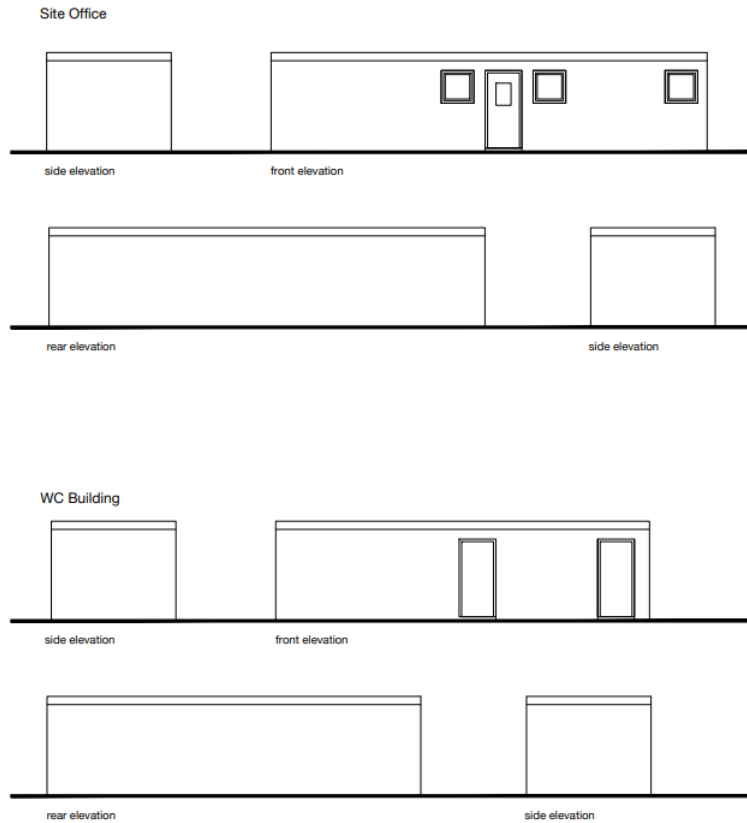 Site Office
side elevation
front elevation
rear elevation
side elevation
WC Building
side elevation
front elevation
rear elevation
side elevation